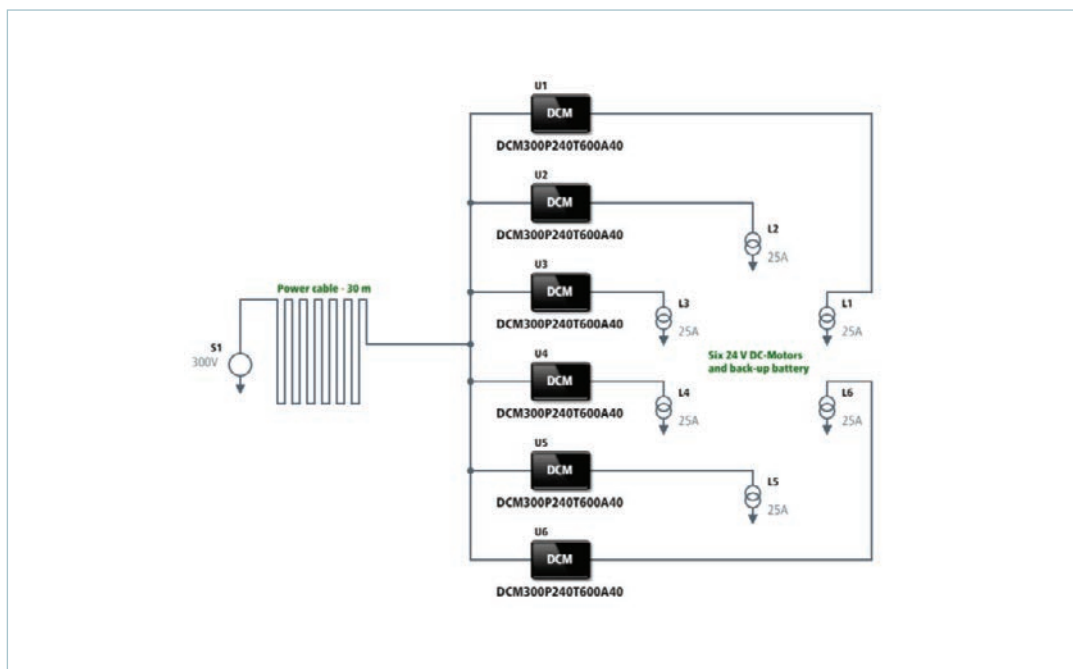 U1
DCM
DCM300P240T600A40
U2
DCM
DCM300P240T600A40
L2
25A
U3
DCM
DCM300P240T600A40
L3
25A
L1
25A
Power cable - 30 m
S1
300V
Six 24 V DC-Motors
and back-up battery
U4
DCM
DCM300P240T600A40
L4
25A
L6
25A
U5
DCM
DCM300P240T600A40
L5
25A
U6
DCM
DCM300P240T600A40